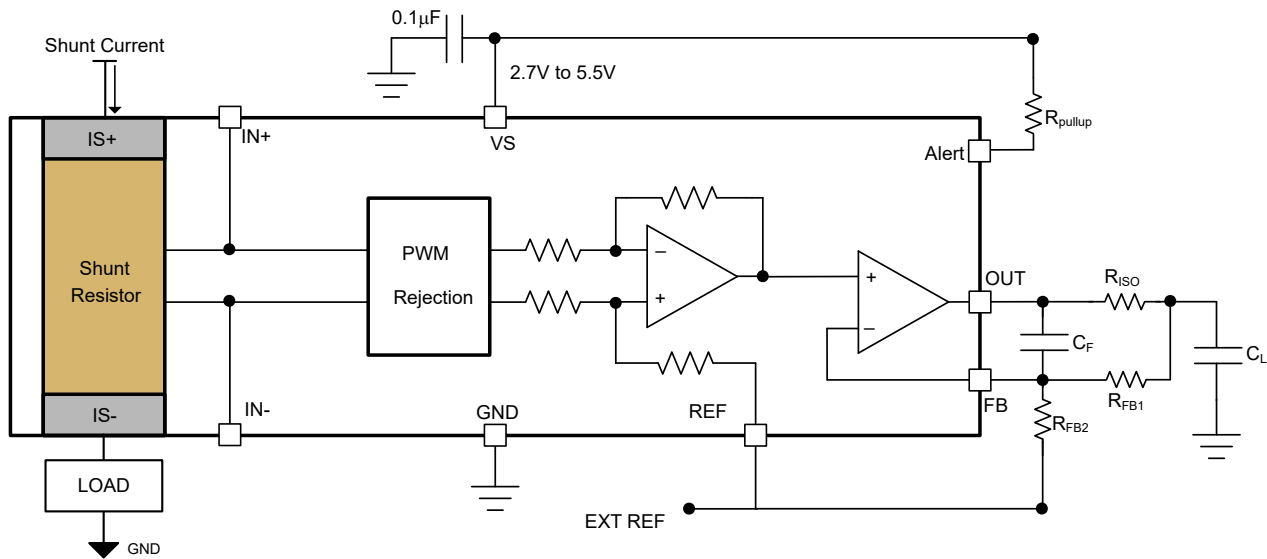 0.1µF
Shunt Current
2.7V to 5.5V
IS+
IN+
VS
Rpullup
Alert
PWM
Rejection
Shunt
Resistor
–
+
+
–
OUT
RISO
CF
CL
FB
RFB1
RFB2
IS-
IN-
GND
REF
LOAD
EXT REF
GND